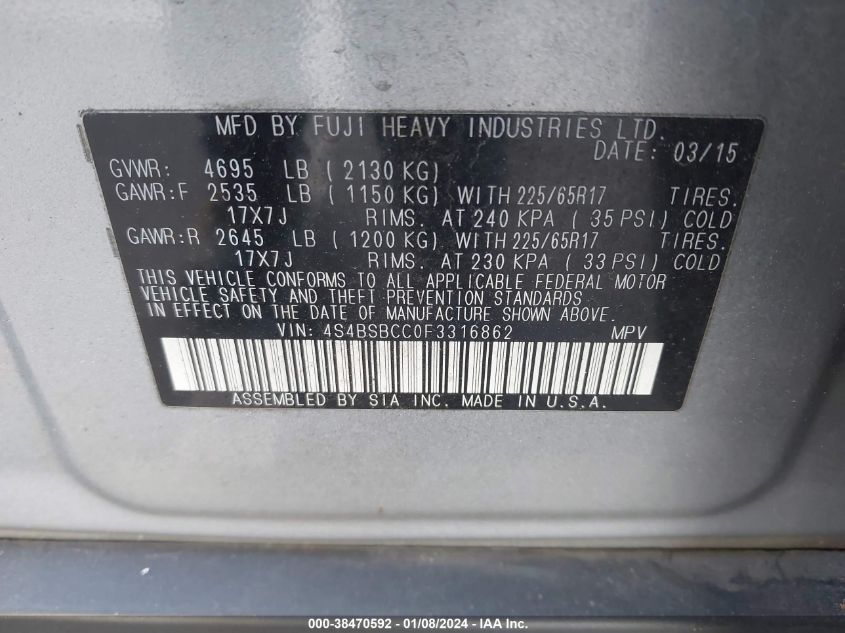 MFD BY FUJI HEAVY INDUSTRIES LTD.
DATE: 03/15
GVWR: 4695 LB (2130 KG)
GAWR:F 2535 LB (1150 KG) WITH 225/65R17 TIRES.
17X7J RIMS. AT 240 KPA (35 PSI) COLD
GAWR:R 2645 LB (1200 KG) WITH 225/65R17 TIRES.
17X7J RIMS. AT 230 KPA (33 PSI) COLD
THIS VEHICLE CONFORMS TO ALL APPLICABLE FEDERAL MOTOR
VEHICLE SAFETY AND THEFT PREVENTION STANDARDS
IN EFFECT ON THE DATE OF MANUFACTURE SHOWN ABOVE.
VIN: 4S4BSBCC0F3316862 MPV
ASSEMBLED BY SIA INC. MADE IN U.S.A.
000-38470592 - 01/08/2024 - IAA Inc.